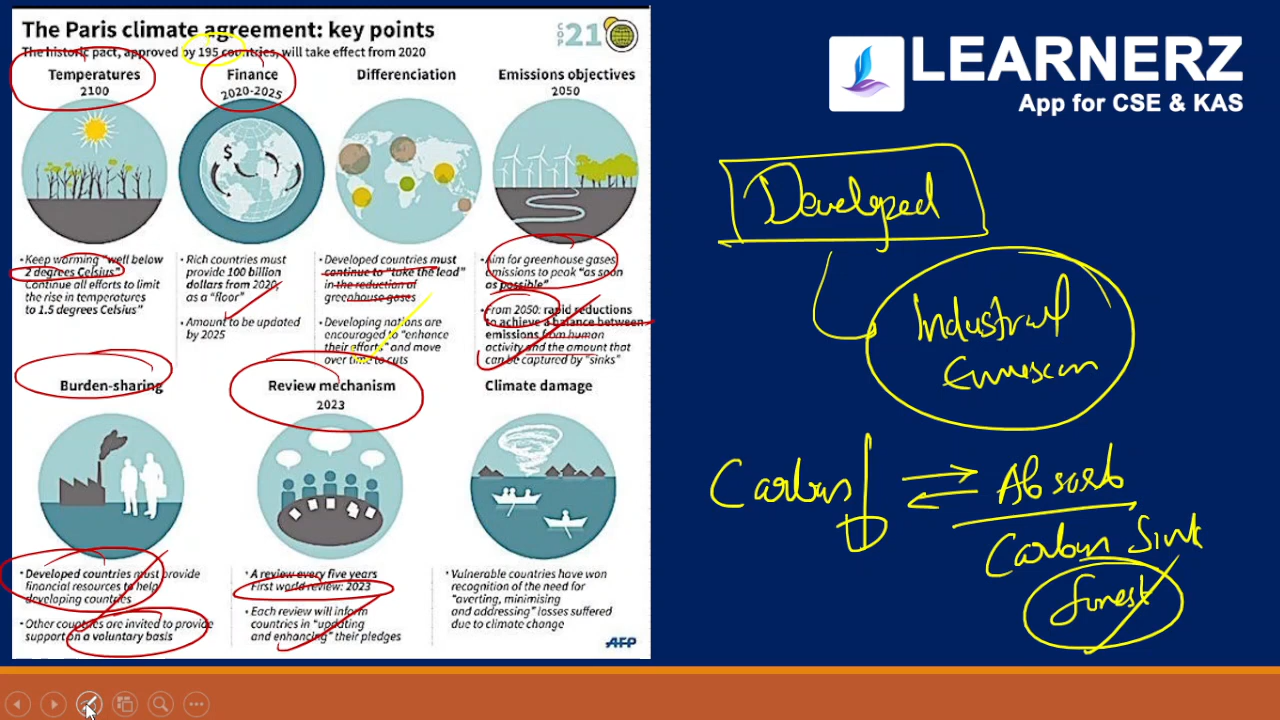 The Paris climate agreement: key points
The historic pact, approved by 195 countries, will take effect from 2020
COP 21
Temperatures
2100
Keep warming "well below
2 degrees Celsius"
Continue all efforts to limit
the rise in temperatures
to 1.5 degrees Celsius"
Finance
2020-2025
Rich countries must
provide 100 billion
dollars from 2020,
as a "floor"
Amount to be updated
by 2025
Differenciation
Developed countries must
continue to "take the lead"
in the reduction of
greenhouse gases
Developing nations are
encouraged to "enhance
their efforts" and move
over time to cuts
Emissions objectives
2050
Aim for greenhouse gases
emissions to peak "as soon
as possible"
From 2050: rapid reductions
to achieve a balance between
emissions from human
activity and the amount that
can be captured by "sinks"
Burden-sharing
Developed countries must provide
financial resources to help
developing countries
Other countries are invited to provide
support on a voluntary basis
Review mechanism
2023
A review every five years
First world review: 2023
Each review will inform
countries in "updating
and enhancing" their pledges
Climate damage
Vulnerable countries have won
recognition of the need for
"averting, minimising
and addressing" losses suffered
due to climate change
AFP
LEARNERZ
App for CSE & KAS
Developed
Industrial
Carbon Absorb
Carbon Sink